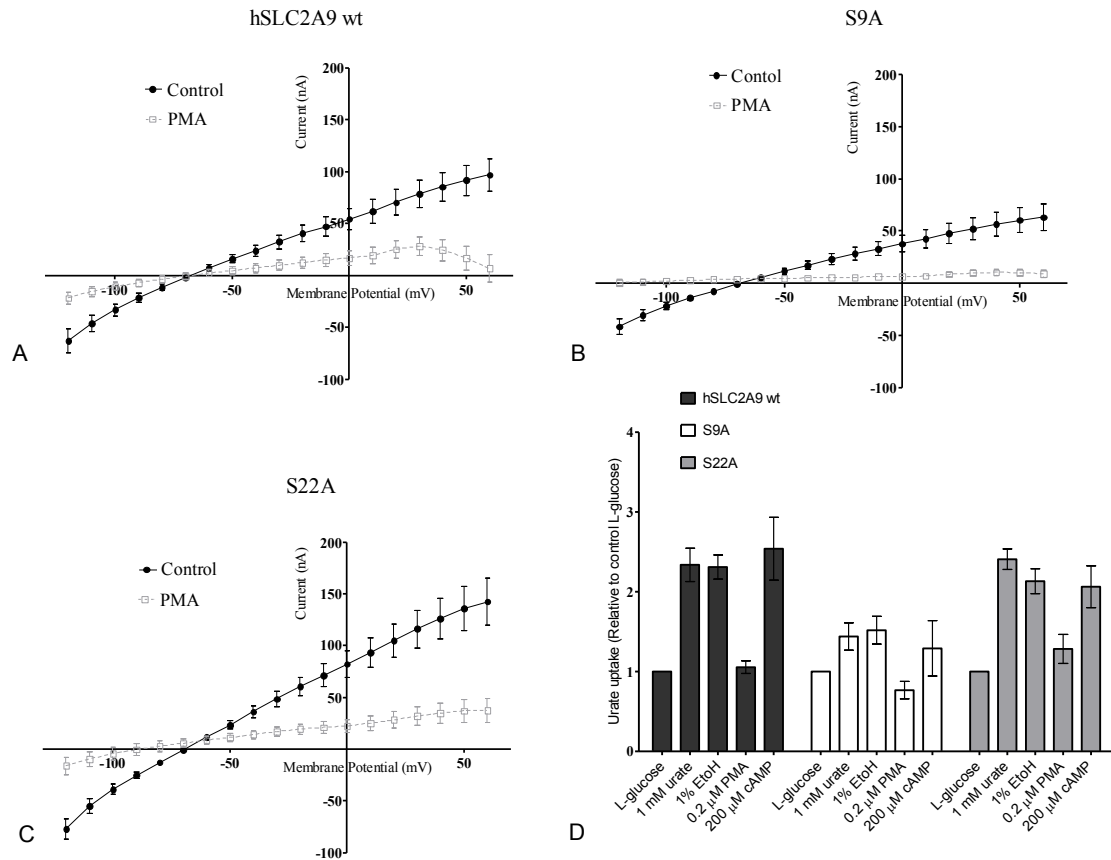 hSLC2A9 wt
Control
PMA
Current (nA)
200
150
100
50
-50
-100
-100
-50
50
Membrane Potential (mV)
A
S9A
Contol
PMA
Current (nA)
200
150
100
50
-50
-100
-100
-50
50
Membrane Potential (mV)
B
S22A
Control
PMA
Current (nA)
200
150
100
50
-50
-100
-100
-50
50
Membrane Potential (mV)
C
hSLC2A9 wt
S9A
S22A
Urate uptake (Relative to control L-glucose)
4
3
2
1
0
L-glucose
1 mM urate
1% EtoH
0.2 µM PMA
200 µM cAMP
L-glucose
1 mM urate
1% EtoH
0.2 µM PMA
200 µM cAMP
L-glucose
1 mM urate
1% EtoH
0.2 µM PMA
200 µM cAMP
D